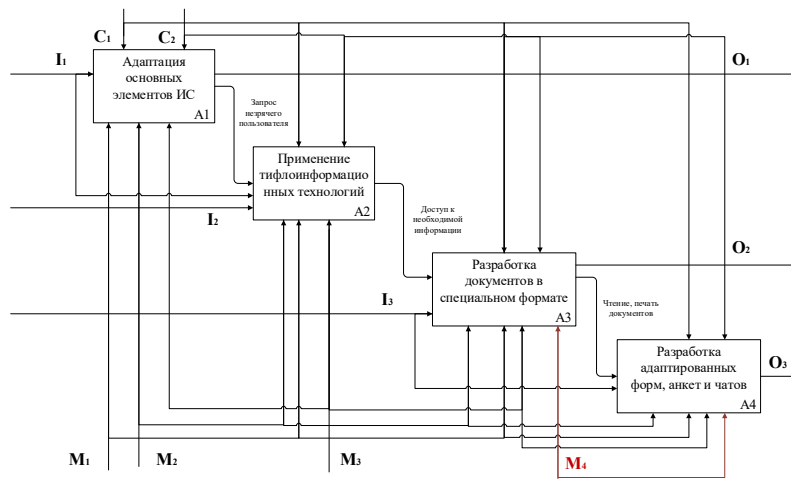 C1
C2
I1
Адаптация
основных
элементов ИС
A1
O1
Запрос
незрячего
пользователя
Применение
тифлоинформацио
нных технологий
A2
I2
Доступ к
необходимой
информации
O2
Разработка
документов в
специальном формате
A3
I3
Чтение, печать
документов
Разработка
адаптированных
форм, анкет и чатов
A4
O3
M1
M2
M3
M4